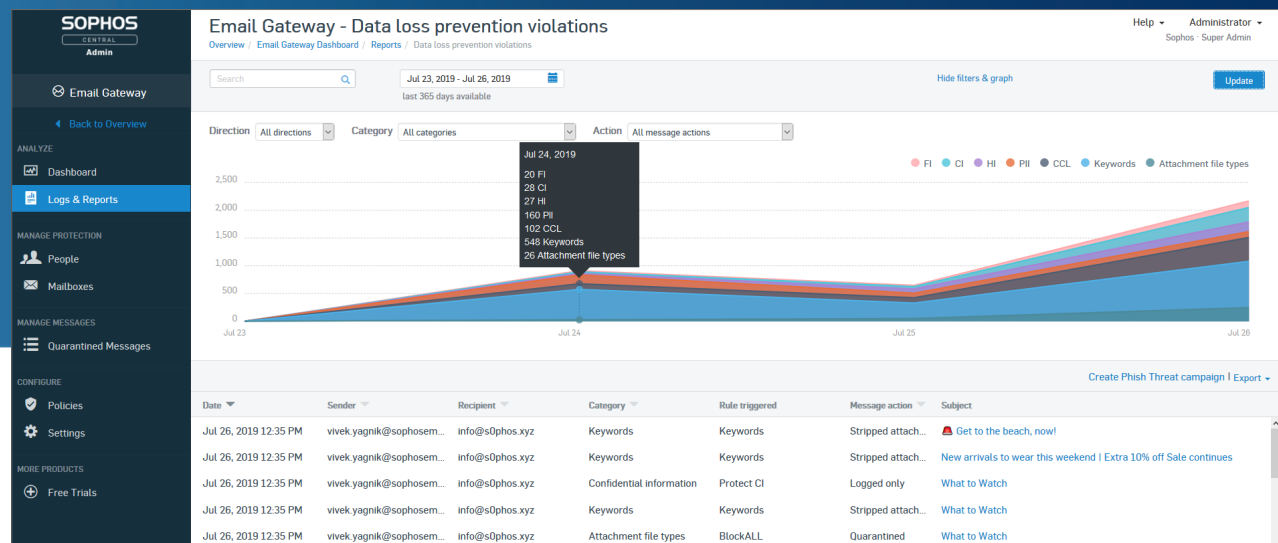 SOPHOS
CENTRAL
Admin
Email Gateway
Back to Overview
ANALYZE
Dashboard
Logs & Reports
MANAGE PROTECTION
People
Mailboxes
MANAGE MESSAGES
Quarantined Messages
CONFIGURE
Policies
Settings
MORE PRODUCTS
Free Trials
Email Gateway - Data loss prevention violations
Overview / Email Gateway Dashboard / Reports / Data loss prevention violations
Help Administrator
Sophos · Super Admin
Search
Jul 23, 2019 - Jul 26, 2019
last 365 days available
Hide filters & graph
Update
Direction All directions Category All categories Action All message actions
Jul 24, 2019
20 FI
28 CI
27 HI
160 PII
102 CCL
548 Keywords
26 Attachment file types
FI CI HI PII CCL Keywords Attachment file types
2,500
2,000
1,500
1,000
500
0
Jul 23 Jul 24 Jul 25 Jul 26
Create Phish Threat campaign | Export
Date Sender Recipient Category Rule triggered Message action Subject
Jul 26, 2019 12:35 PM vivek.yagnik@sophosem... info@s0phos.xyz Keywords Keywords Stripped attach... Get to the beach, now!
Jul 26, 2019 12:35 PM vivek.yagnik@sophosem... info@s0phos.xyz Keywords Keywords Stripped attach... New arrivals to wear this weekend | Extra 10% off Sale continues
Jul 26, 2019 12:35 PM vivek.yagnik@sophosem... info@s0phos.xyz Confidential information Protect CI Logged only What to Watch
Jul 26, 2019 12:35 PM vivek.yagnik@sophosem... info@s0phos.xyz Keywords Keywords Stripped attach... What to Watch
Jul 26, 2019 12:35 PM vivek.yagnik@sophosem... info@s0phos.xyz Attachment file types BlockALL Quarantined What to Watch